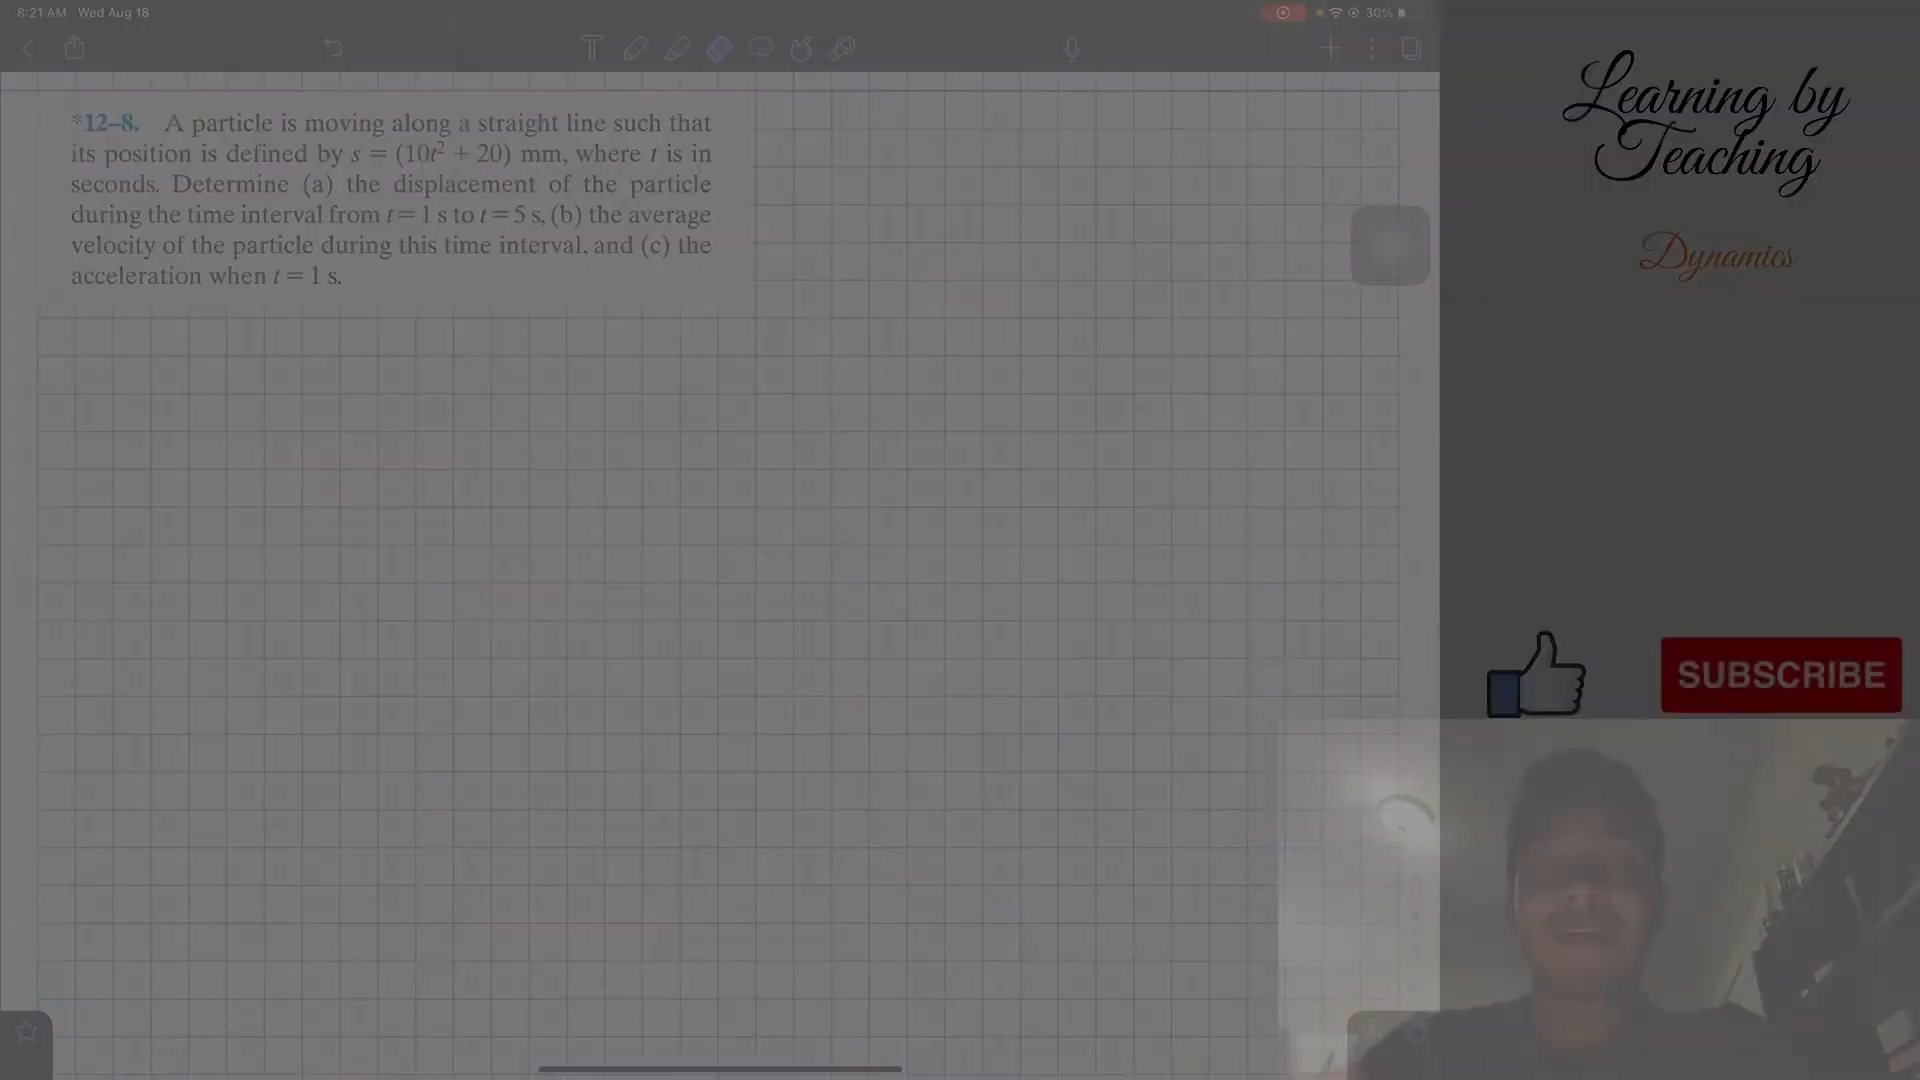 8:21 AM Wed Aug 18
30%
*12–8. A particle is moving along a straight line such that
its position is defined by s = (10t² + 20) mm, where t is in
seconds. Determine (a) the displacement of the particle
during the time interval from t = 1 s to t = 5 s, (b) the average
velocity of the particle during this time interval, and (c) the
acceleration when t = 1 s.
Learning by
Teaching
Dynamics
SUBSCRIBE